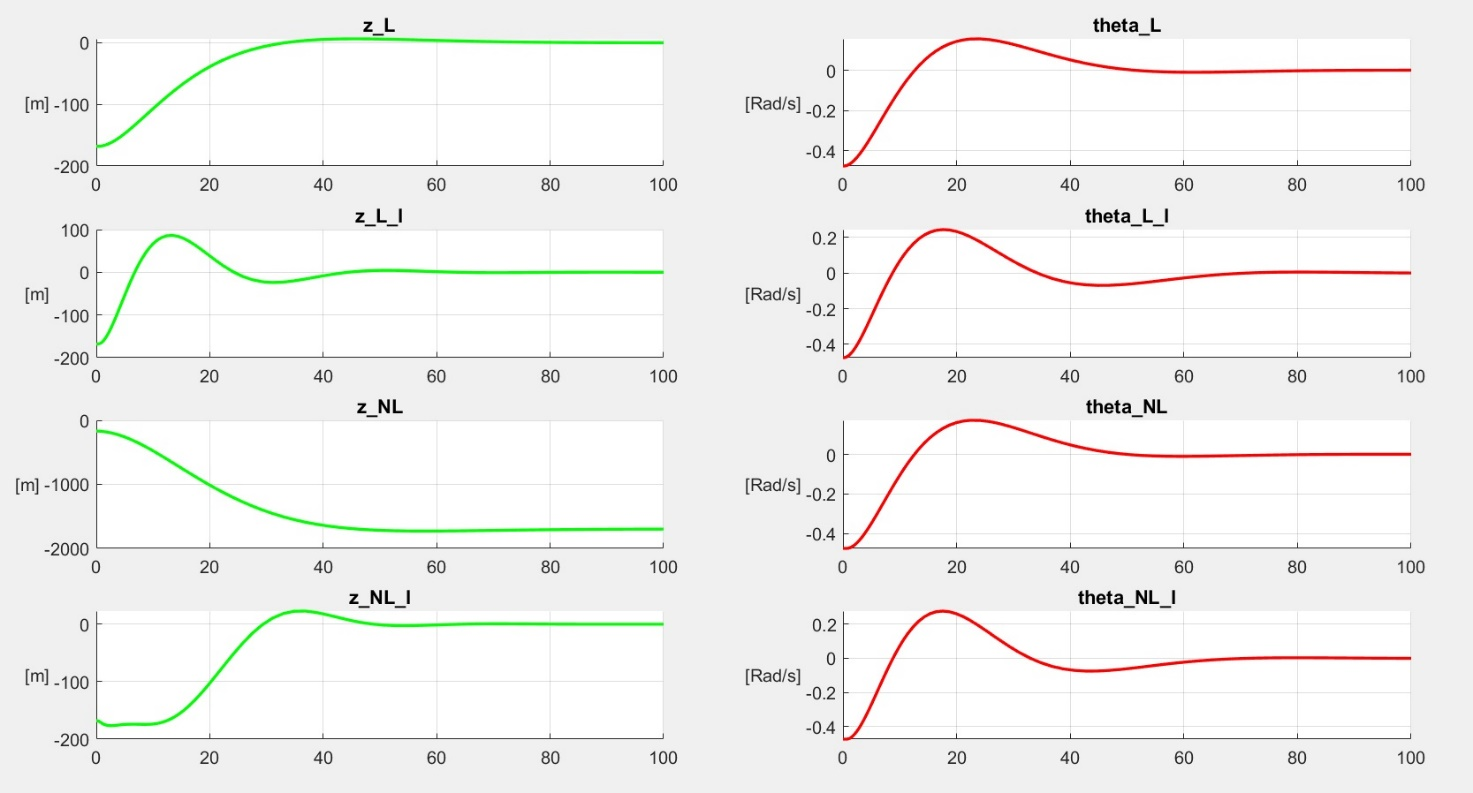 z_L
0
[m] -100
-200
0 20 40 60 80 100
theta_L
0
[Rad/s] -0.2
-0.4
0 20 40 60 80 100
z_L_I
100
0
[m]
-100
-200
0 20 40 60 80 100
theta_L_I
0.2
0
[Rad/s]
-0.2
-0.4
0 20 40 60 80 100
z_NL
0
[m] -1000
-2000
0 20 40 60 80 100
theta_NL
0
[Rad/s] -0.2
-0.4
0 20 40 60 80 100
z_NL_I
0
[m] -100
-200
0 20 40 60 80 100
theta_NL_I
0.2
0
[Rad/s] -0.2
-0.4
0 20 40 60 80 100